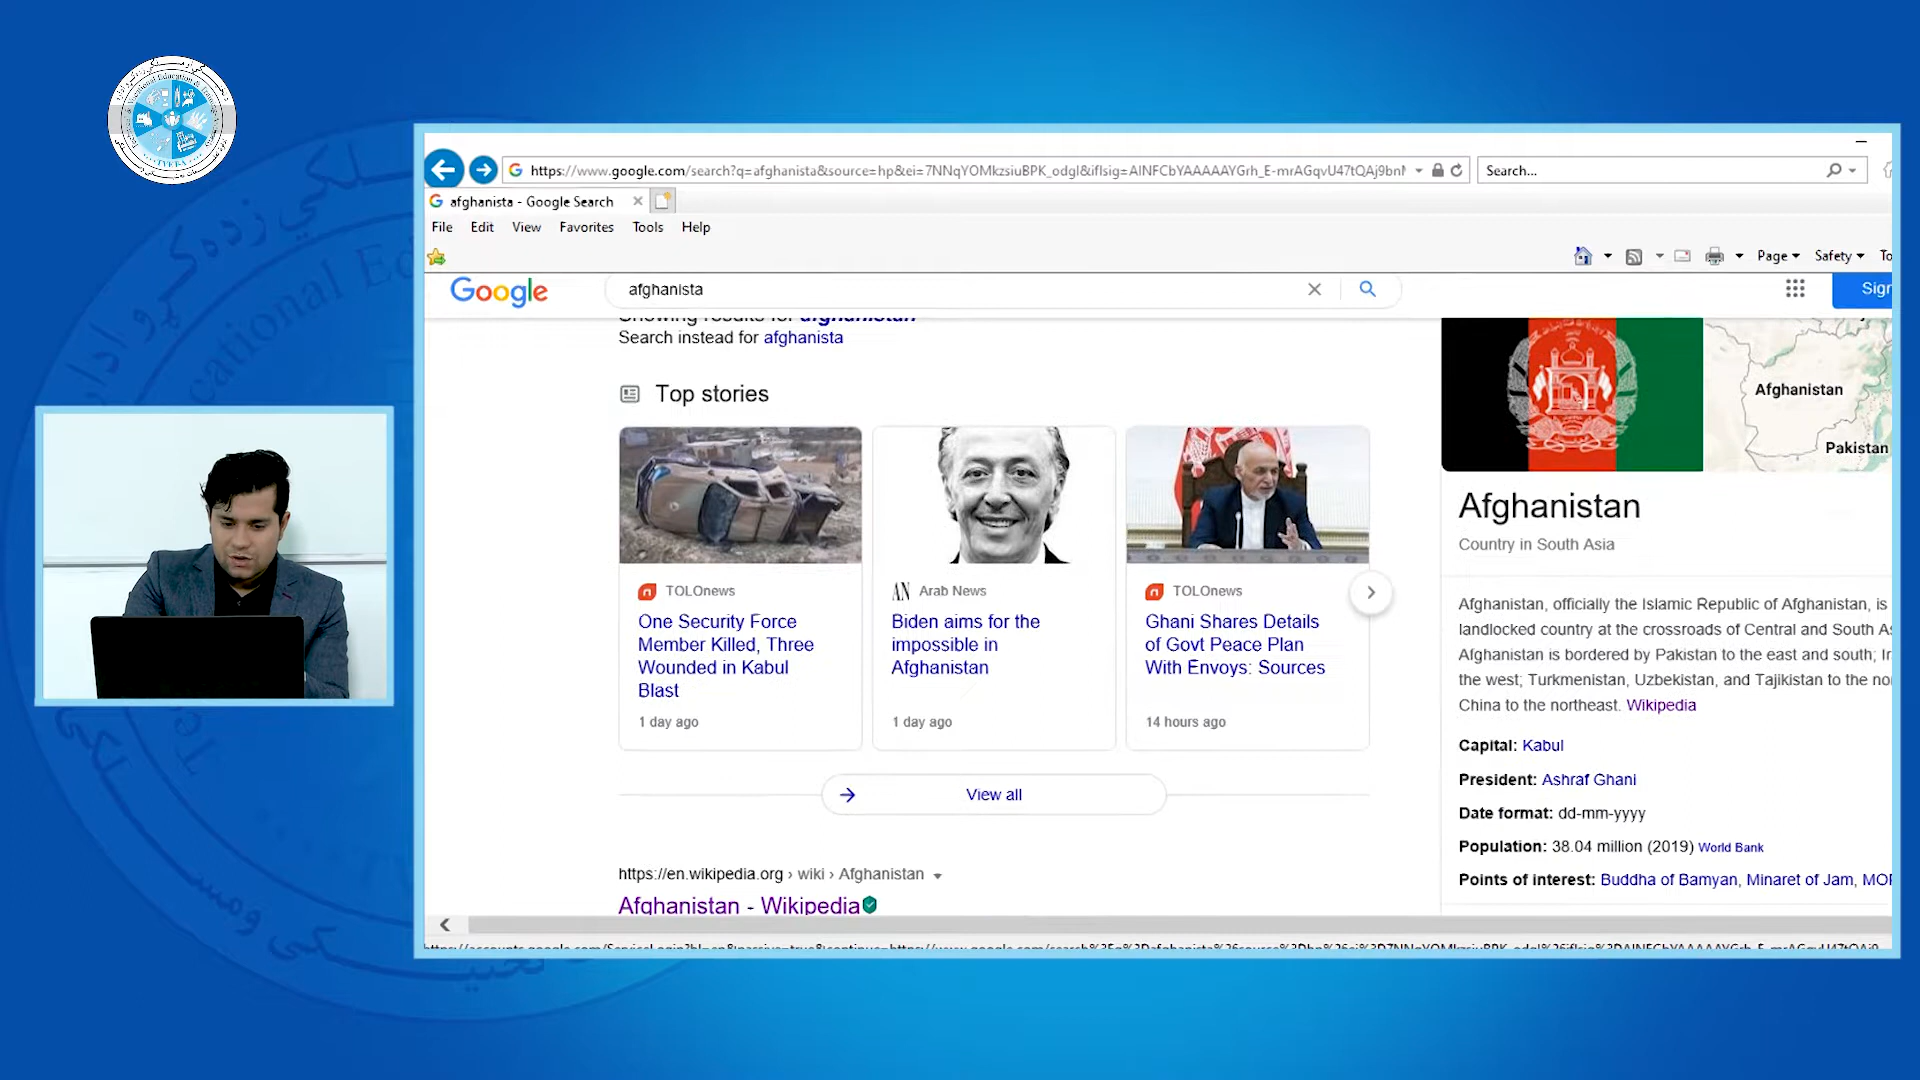 https://www.google.com/search?q=afghanista&source=hp&ei=7NNqYOMkzsiuBPK_odgI&iflsig=AINFCbYAAAAAYGrh_E-mrAGqvU47tQAj9bn
Search...
afghanista - Google Search
File Edit View Favorites Tools Help
Page Safety
Google
afghanista
Showing results for afghanistan
Search instead for afghanista
Top stories
TOLOnews
One Security Force
Member Killed, Three
Wounded in Kabul
Blast
1 day ago
AN Arab News
Biden aims for the
impossible in
Afghanistan
1 day ago
TOLOnews
Ghani Shares Details
of Govt Peace Plan
With Envoys: Sources
14 hours ago
View all
https://en.wikipedia.org › wiki › Afghanistan
Afghanistan - Wikipedia
Afghanistan
Pakistan
Afghanistan
Country in South Asia
Afghanistan, officially the Islamic Republic of Afghanistan, is
landlocked country at the crossroads of Central and South
Afghanistan is bordered by Pakistan to the east and south;
the west; Turkmenistan, Uzbekistan, and Tajikistan to the
China to the northeast. Wikipedia
Capital: Kabul
President: Ashraf Ghani
Date format: dd-mm-yyyy
Population: 38.04 million (2019) World Bank
Points of interest: Buddha of Bamyan, Minaret of Jam,